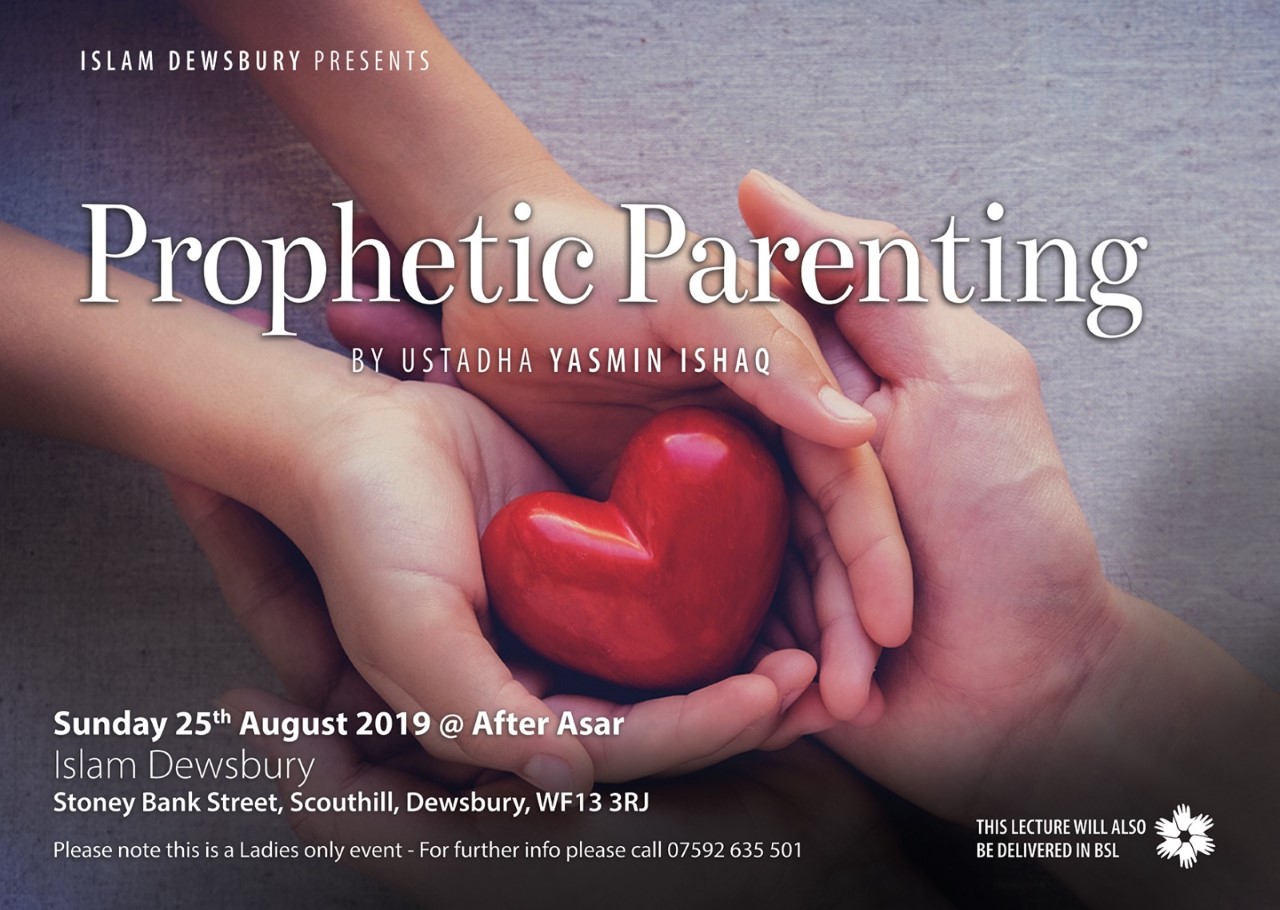 ISLAM DEWSBURY PRESENTS
Prophetic Parenting
BY USTADHA YASMIN ISHAQ
Sunday 25th August 2019 @ After Asar
Islam Dewsbury
Stoney Bank Street, Scouthill, Dewsbury, WF13 3RJ
Please note this is a Ladies only event - For further info please call 07592 635 501
THIS LECTURE WILL ALSO
BE DELIVERED IN BSL